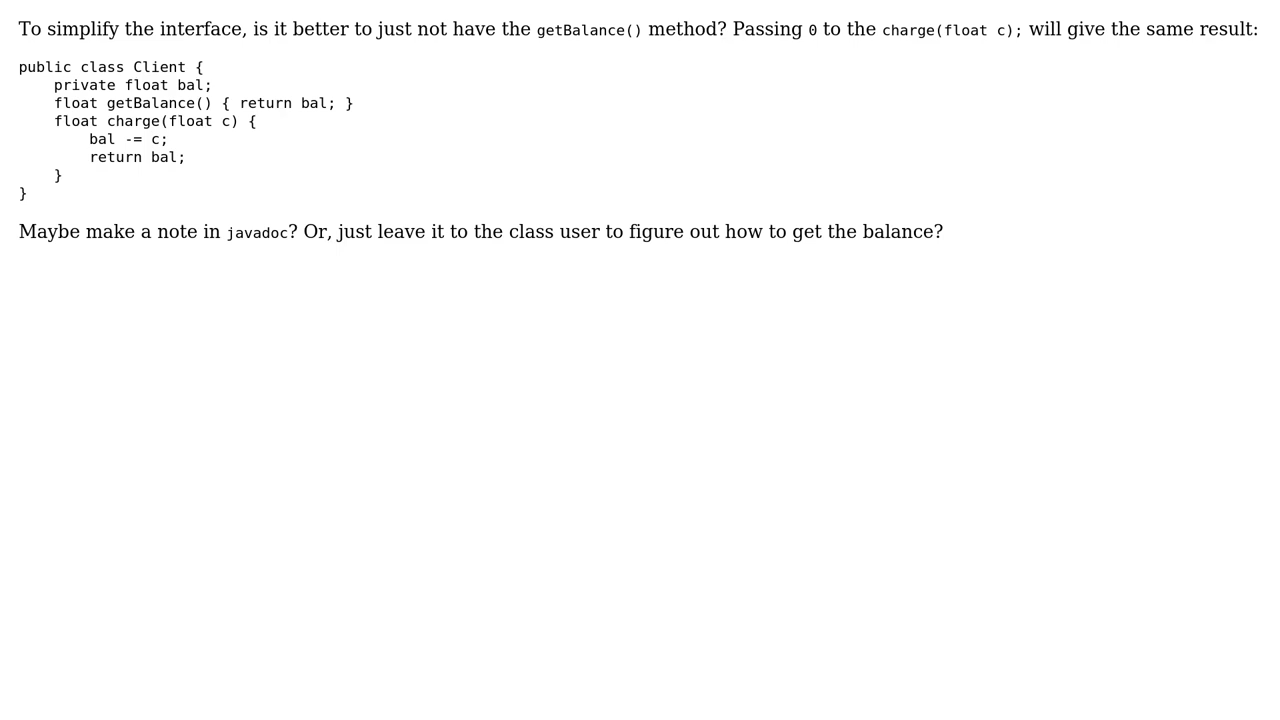 To simplify the interface, is it better to just not have the getBalance() method? Passing 0 to the charge(float c); will give the same result:
public class Client {
    private float bal;
    float getBalance() { return bal; }
    float charge(float c) {
        bal -= c;
        return bal;
    }
}
Maybe make a note in javadoc? Or, just leave it to the class user to figure out how to get the balance?